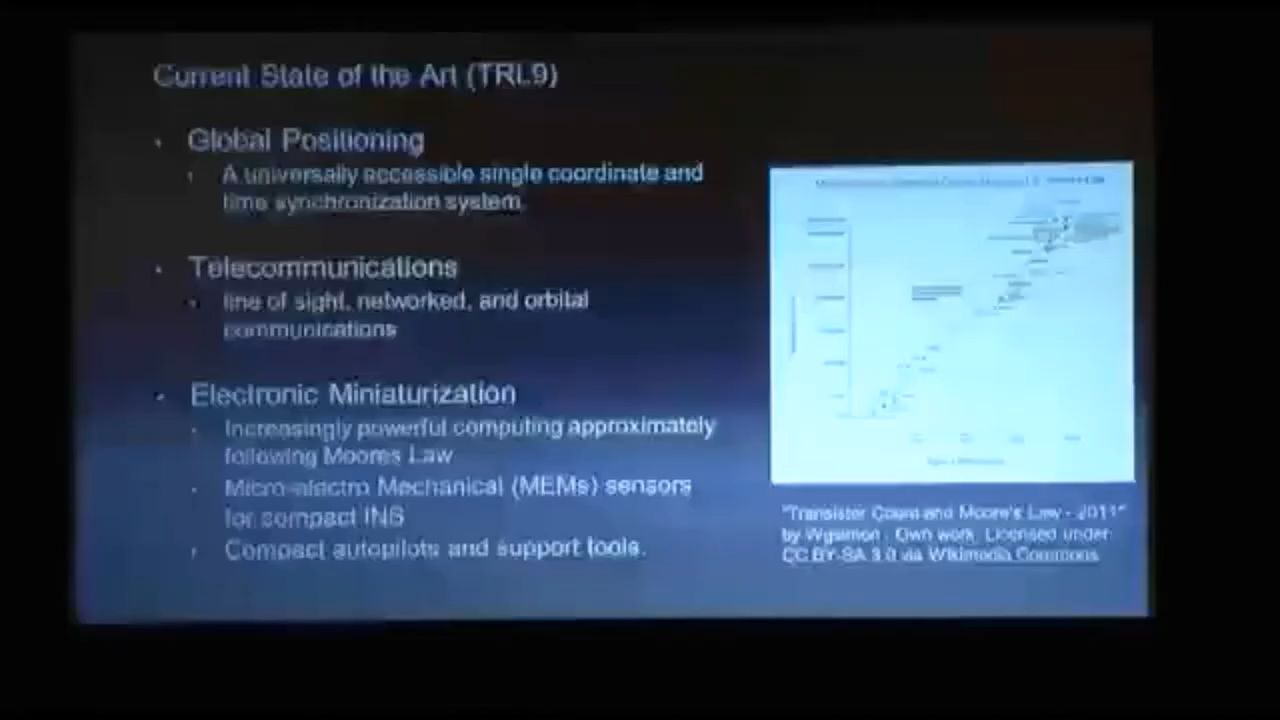 Current State of the Art (TRL9)
Global Positioning
A universally accessible single coordinate and
time synchronization system.
Telecommunications
line of sight, networked, and orbital
communications
Electronic Miniaturization
Increasingly powerful computing approximately
following Moores Law
Micro-electro Mechanical (MEMs) sensors
for compact INS
Compact autopilots and support tools.
"Transistor Count and Moore's Law - 2011"
by Wgsimon - Own work. Licensed under
CC BY-SA 3.0 via Wikimedia Commons